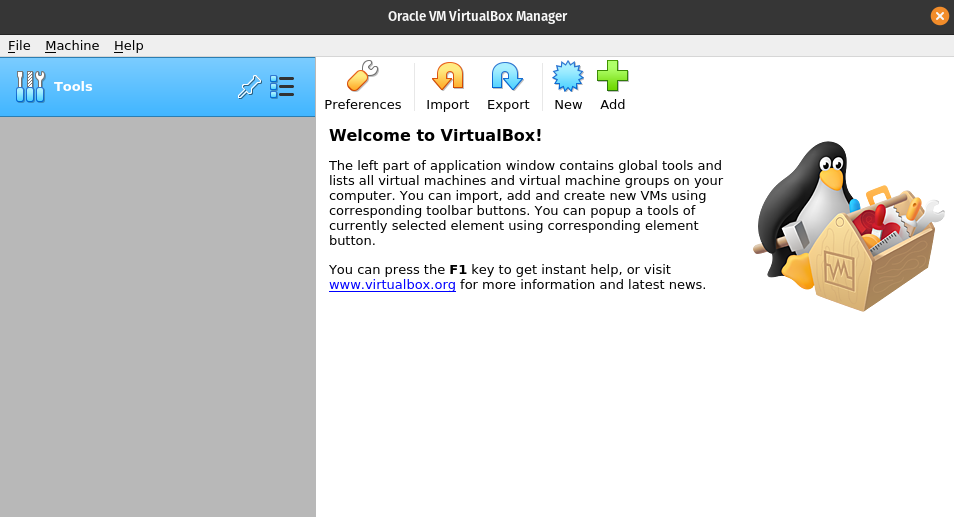 Oracle VM VirtualBox Manager
File Machine Help
Tools
Preferences Import Export New Add
Welcome to VirtualBox!
The left part of application window contains global tools and
lists all virtual machines and virtual machine groups on your
computer. You can import, add and create new VMs using
corresponding toolbar buttons. You can popup a tools of
currently selected element using corresponding element
button.
You can press the F1 key to get instant help, or visit
www.virtualbox.org for more information and latest news.